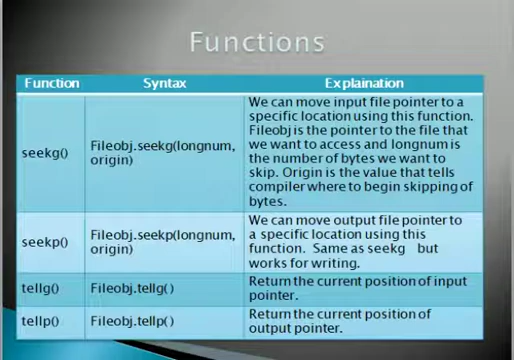 Functions
Function Syntax Explaination
seekg() Fileobj.seekg(longnum, origin) We can move input file pointer to a
specific location using this function.
Fileobj is the pointer to the file that
we want to access and longnum is
the number of bytes we want to
skip. Origin is the value that tells
compiler where to begin skipping of
bytes.
seekp() Fileobj.seekp(longnum, origin) We can move output file pointer to
a specific location using this
function. Same as seekg but
works for writing.
tellg() Fileobj.tellg() Return the current position of input
pointer.
tellp() Fileobj.tellp() Return the current position of
output pointer.